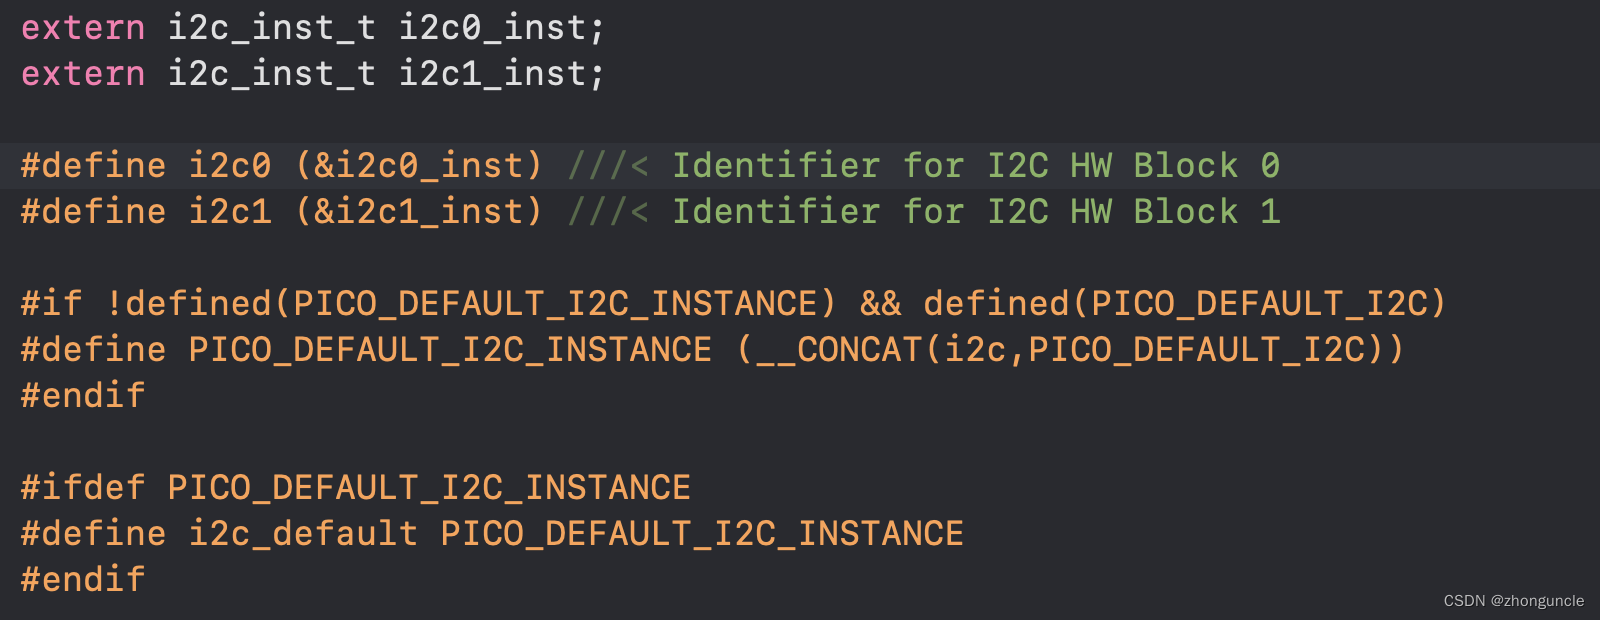 extern i2c_inst_t i2c0_inst;
extern i2c_inst_t i2c1_inst;
#define i2c0 (&i2c0_inst) ///< Identifier for I2C HW Block 0
#define i2c1 (&i2c1_inst) ///< Identifier for I2C HW Block 1
#if !defined(PICO_DEFAULT_I2C_INSTANCE) && defined(PICO_DEFAULT_I2C)
#define PICO_DEFAULT_I2C_INSTANCE (__CONCAT(i2c,PICO_DEFAULT_I2C))
#endif
#ifdef PICO_DEFAULT_I2C_INSTANCE
#define i2c_default PICO_DEFAULT_I2C_INSTANCE
#endif
CSDN @zhonguncle